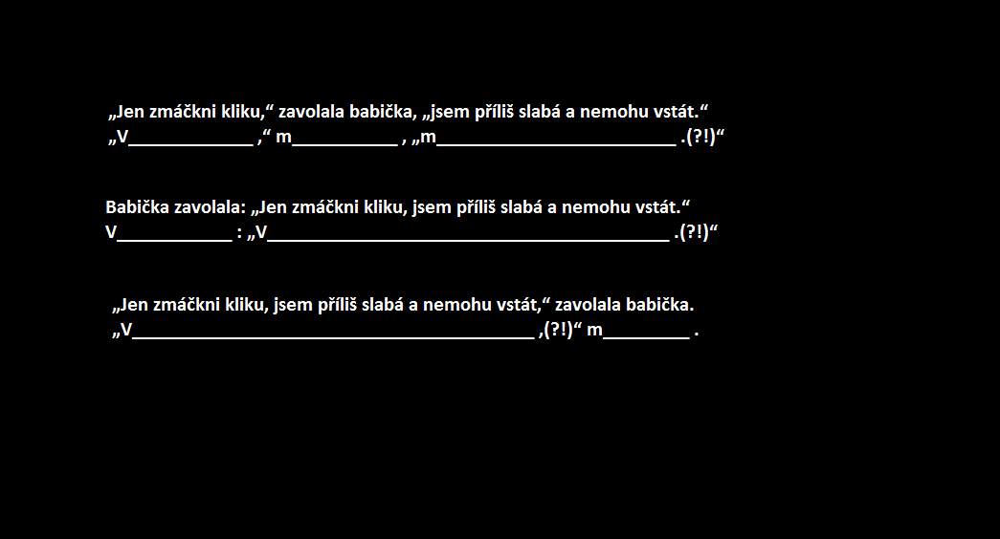 „Jen zmáčkni kliku,“ zavolala babička, „jsem příliš slabá a nemohu vstát.“
„V_____________ ,“ m___________ , „m_________________________ .(?!)“
Babička zavolala: „Jen zmáčkni kliku, jsem příliš slabá a nemohu vstát.“
V____________ : „V__________________________________________ .(?!)“
„Jen zmáčkni kliku, jsem příliš slabá a nemohu vstát,“ zavolala babička.
„V__________________________________________ ,(?!)“ m_________ .